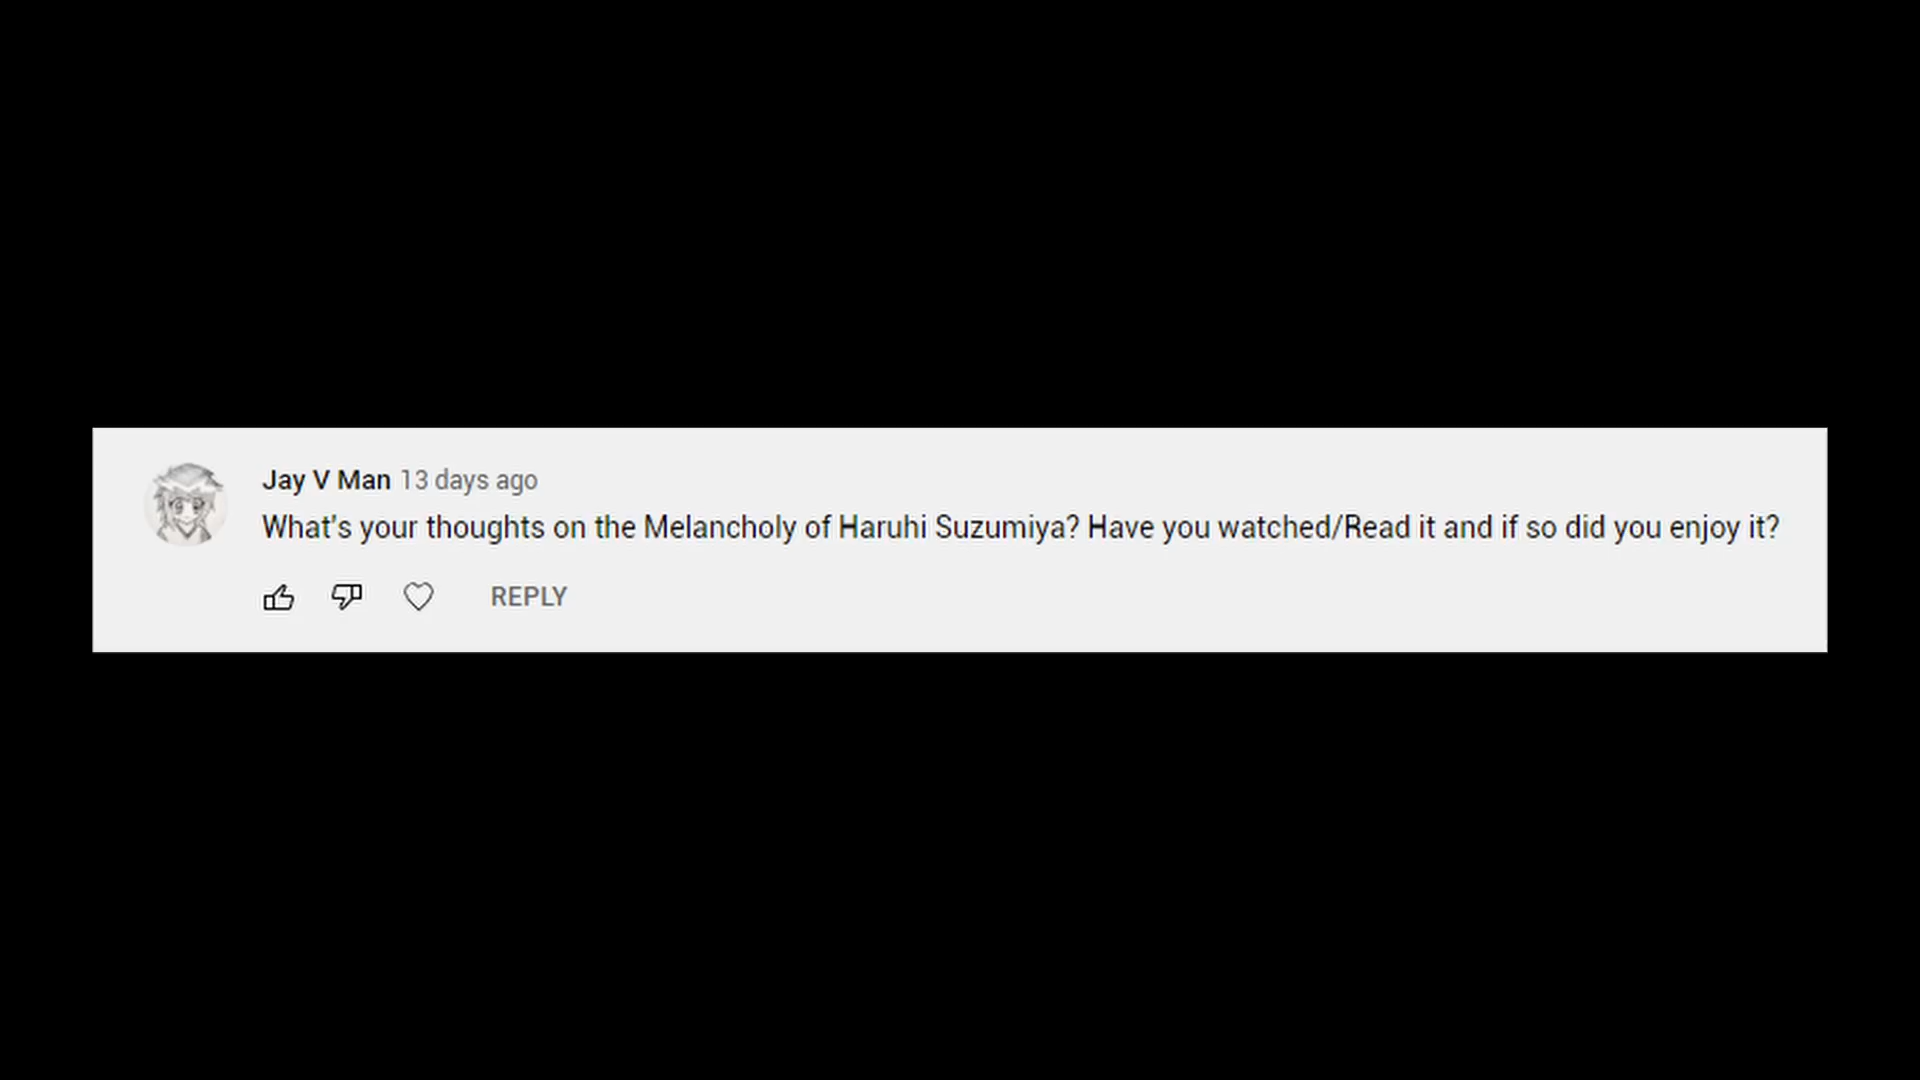 Jay V Man 13 days ago
What's your thoughts on the Melancholy of Haruhi Suzumiya? Have you watched/Read it and if so did you enjoy it?
REPLY